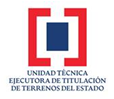 UNIDAD TÉCNICA
EJECUTORA DE TITULACIÓN
DE TERRENOS DEL ESTADO